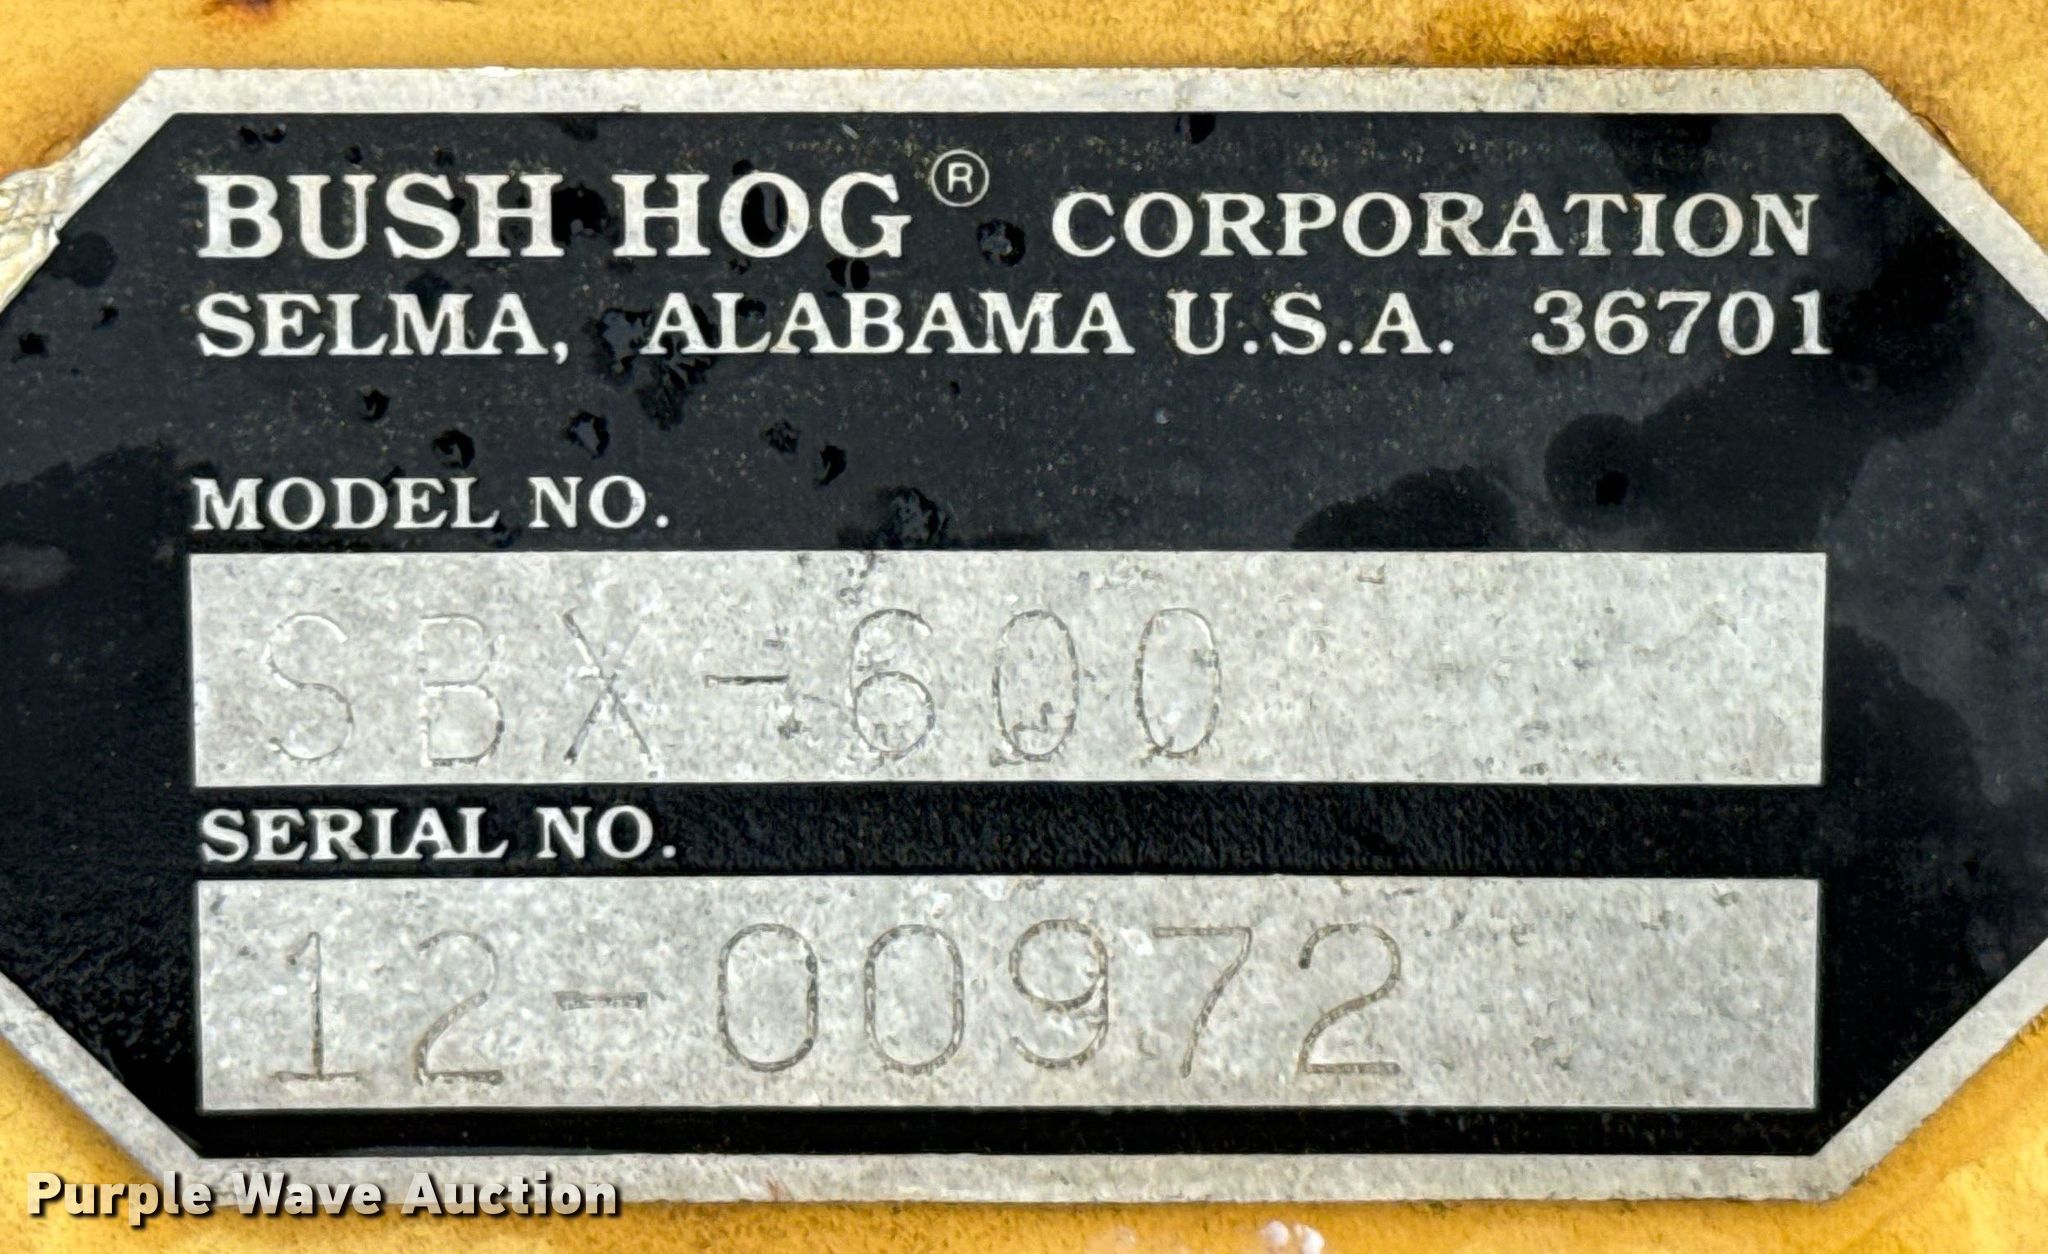 BUSH HOG® CORPORATION
SELMA, ALABAMA U.S.A. 36701
MODEL NO.
SBX-600
SERIAL NO.
12-00972
Purple Wave Auction